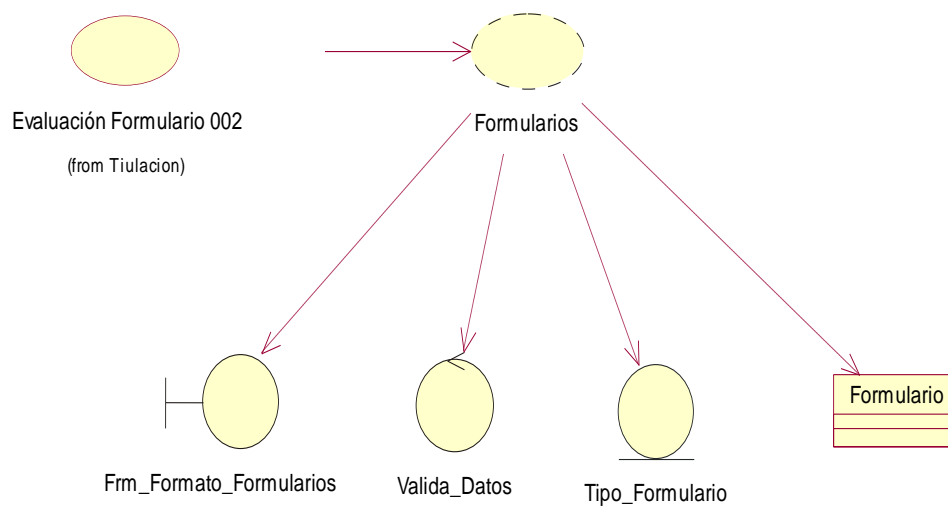 Evaluación Formulario 002
(from Tiulacion)
Formularios
Formulario
Frm_Formato_Formularios
Valida_Datos
Tipo_Formulario